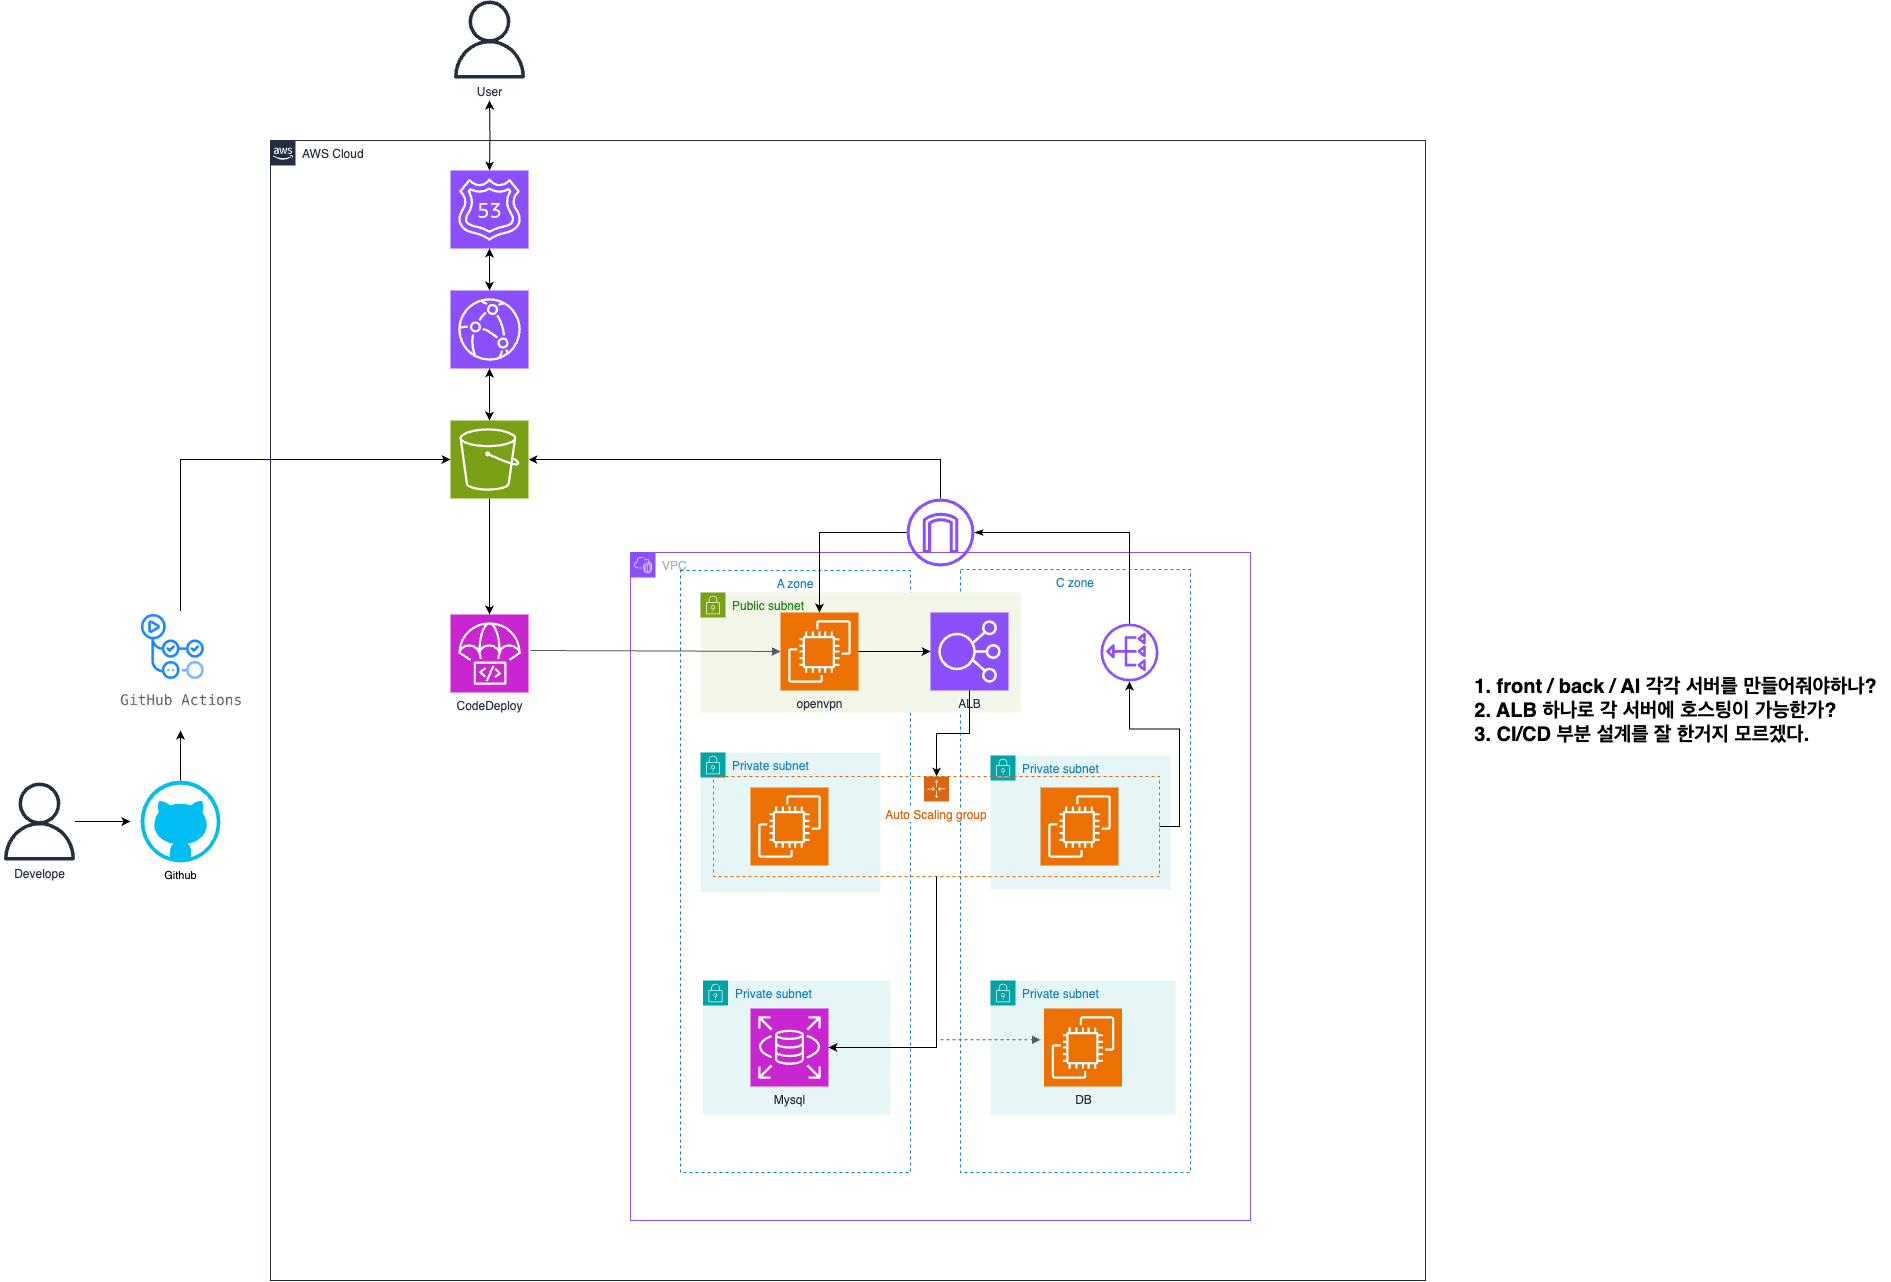 User
aws
AWS Cloud
53
VPC
A zone
C zone
Public subnet
openvpn
ALB
CodeDeploy
GitHub Actions
1. front / back / AI 각각 서버를 만들어줘야하나?
2. ALB 하나로 각 서버에 호스팅이 가능한가?
3. CI/CD 부분 설계를 잘 한거지 모르겠다.
Private subnet
Private subnet
Auto Scaling group
Develope
Github
Private subnet
Private subnet
Mysql
DB